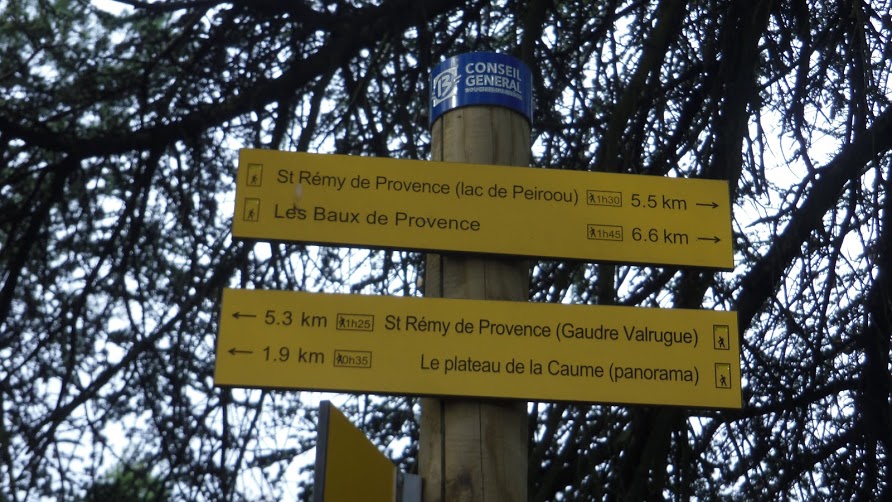 CONSEIL
GENERAL
St Rémy de Provence (lac de Peiroou) 1h30 5.5 km →
Les Baux de Provence 1h45 6.6 km →
← 5.3 km 1h25 St Rémy de Provence (Gaudre Valrugue)
← 1.9 km 0h35 Le plateau de la Caume (panorama)